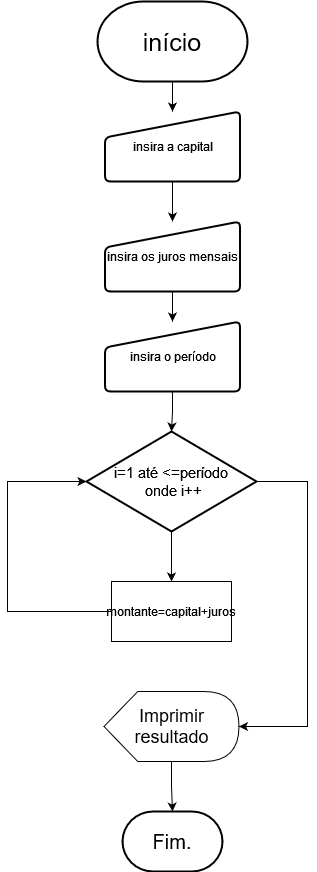 início
insira a capital
insira os juros mensais
insira o período
i=1 até <=período
onde i++
montante=capital+juros
Imprimir
resultado
Fim.